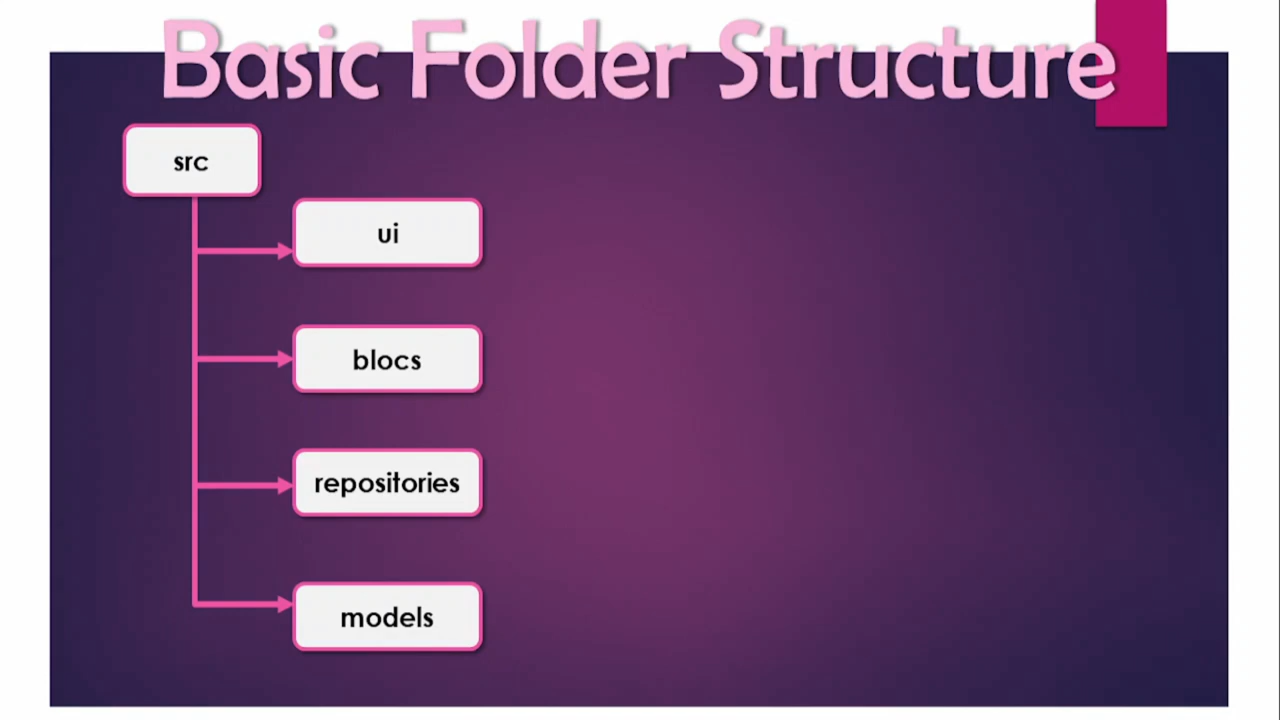 Basic Folder Structure
src
ui
blocs
repositories
models